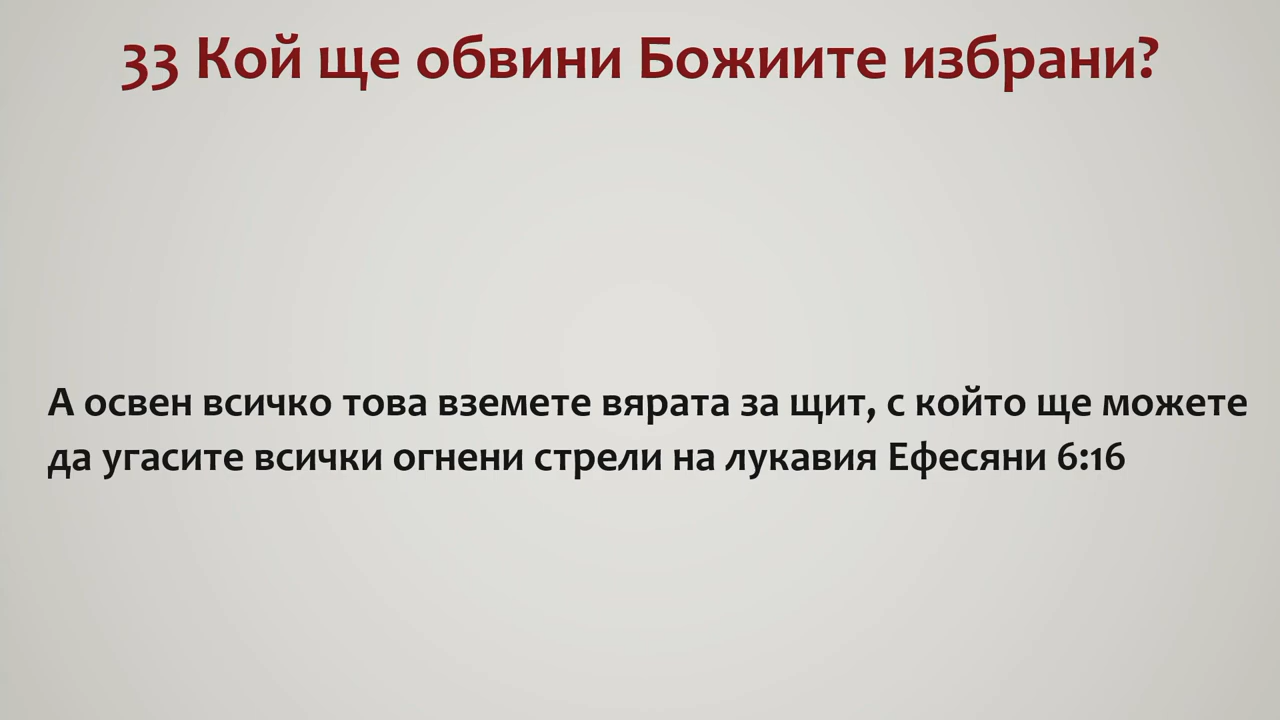 33 Кой ще обвини Божиите избрани?
А освен всичко това вземете вярата за щит, с който ще можете
да угасите всички огнени стрели на лукавия Ефесяни 6:16